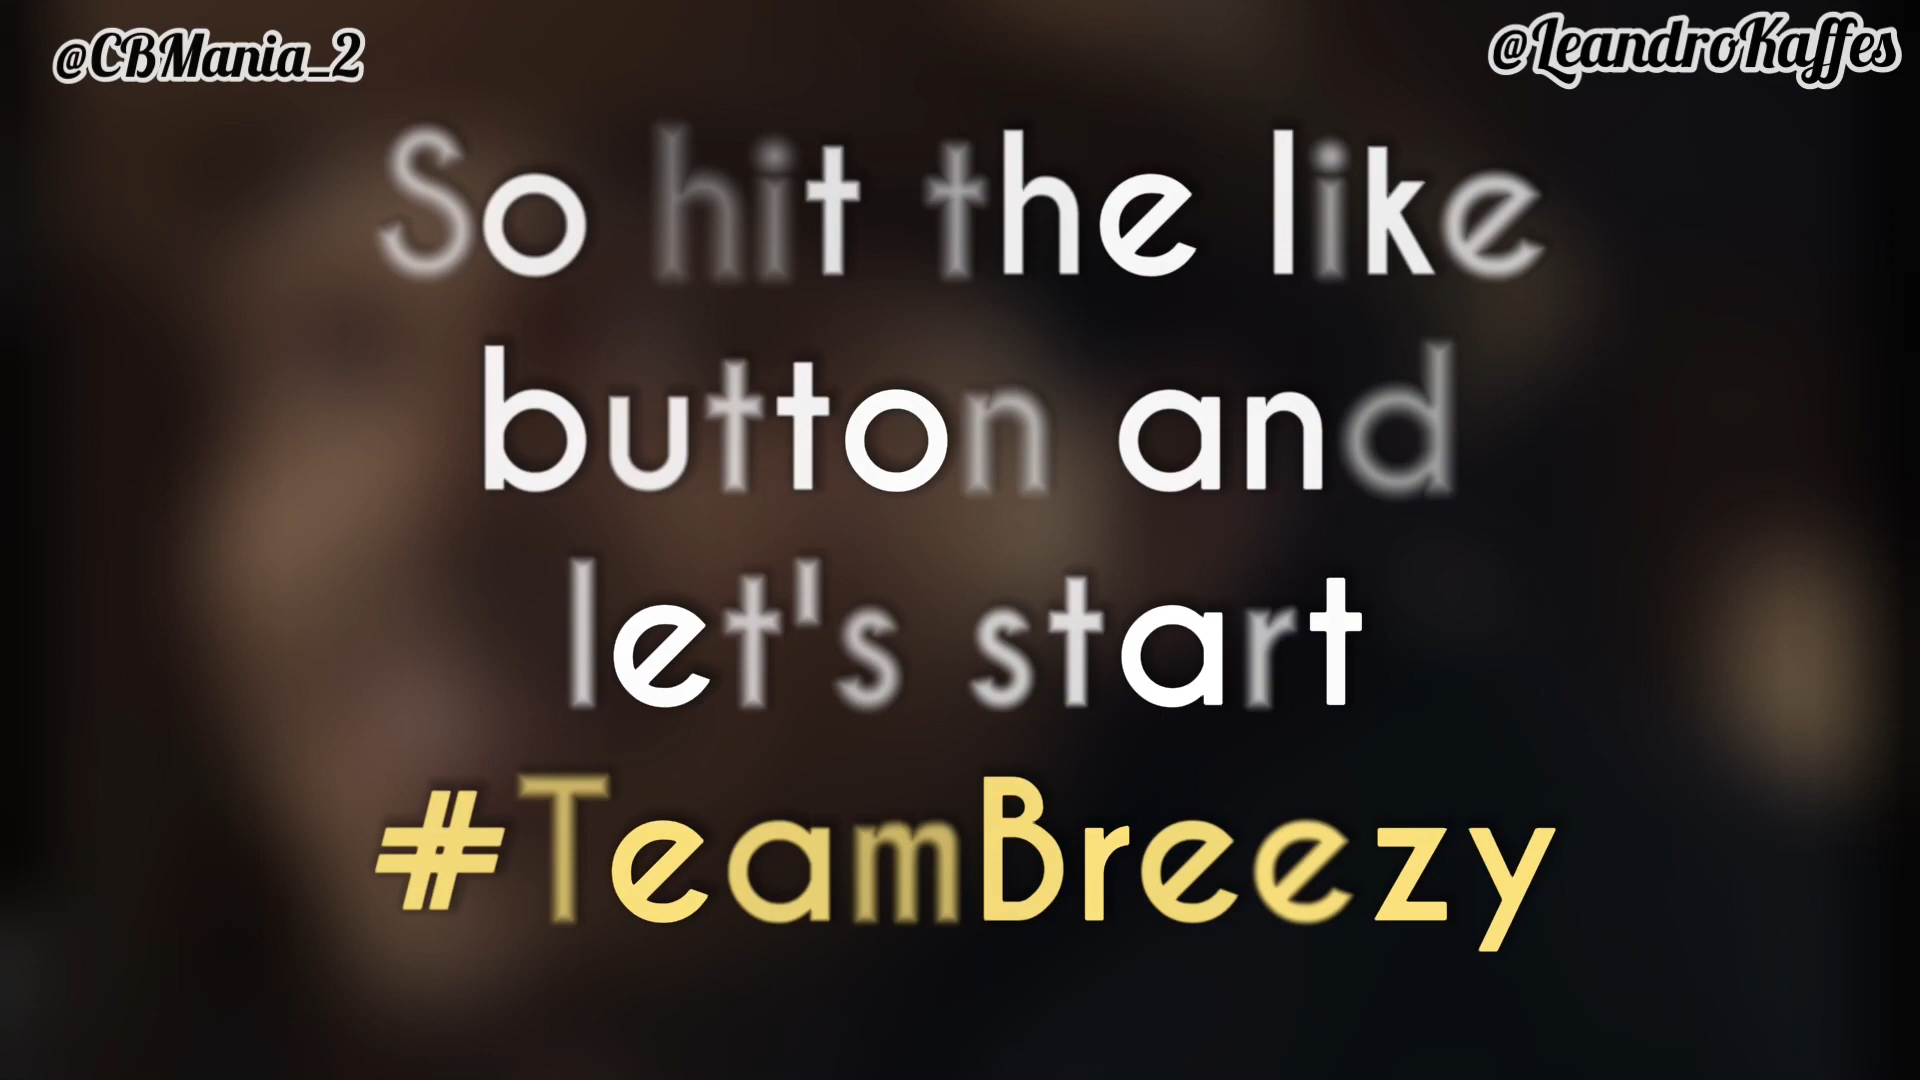 @CBMania_2
@LeandroKaffes
So hit the like
button and
let's start
#TeamBreezy